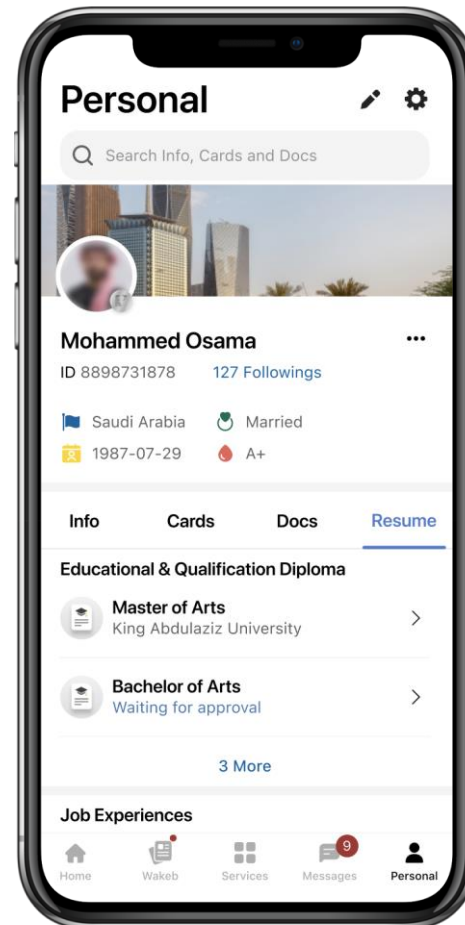 Personal
Search Info, Cards and Docs
Mohammed Osama
ID 8898731878 127 Followings
Saudi Arabia Married
1987-07-29 A+
Info Cards Docs Resume
Educational & Qualification Diploma
Master of Arts
King Abdulaziz University
Bachelor of Arts
Waiting for approval
3 More
Job Experiences
9
Home Wakeb Services Messages Personal